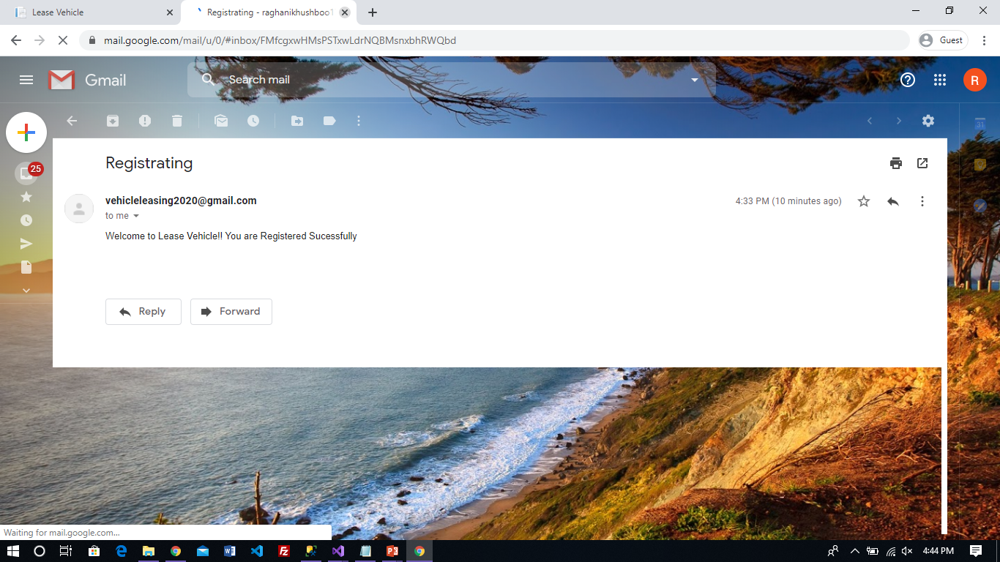 Lease Vehicle
Registrating - raghanikhushboo1
mail.google.com/mail/u/0/#inbox/FMfcgxwHMsPSTxwLdrNQBMsnxbhRWQbd
Guest
Gmail
Search mail
R
25
31
Registrating
vehicleleasing2020@gmail.com
4:33 PM (10 minutes ago)
to me
Welcome to Lease Vehicle!! You are Registered Sucessfully
Reply
Forward
Waiting for mail.google.com...
4:44 PM